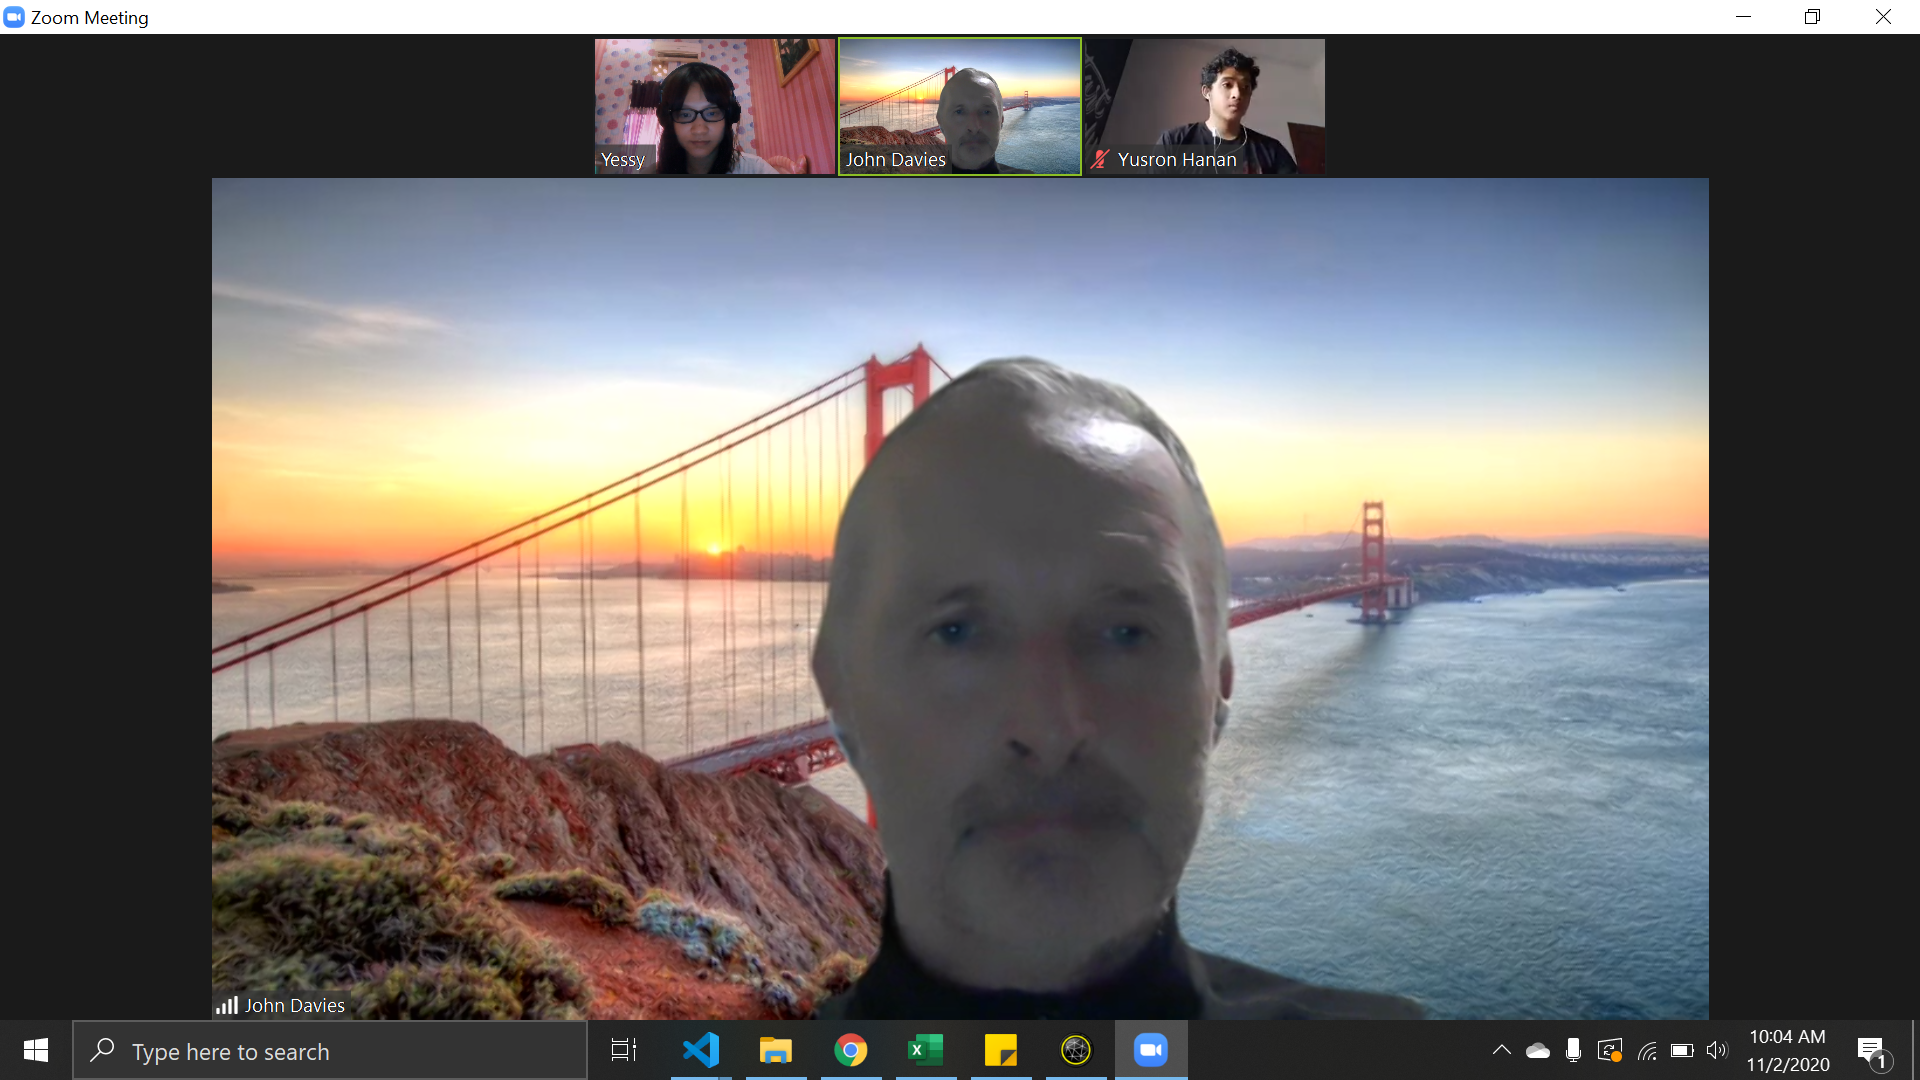 Zoom Meeting
Yessy
John Davies
Yusron Hanan
John Davies
Type here to search
10:04 AM
11/2/2020
1